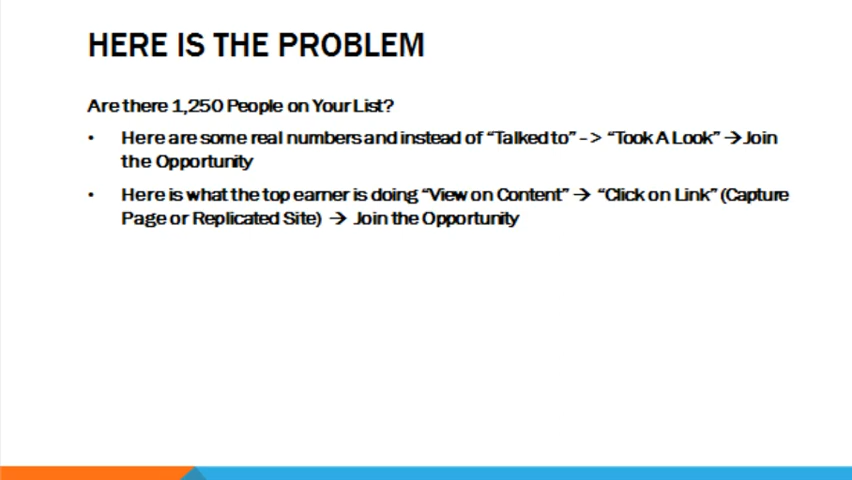 HERE IS THE PROBLEM
Are there 1,250 People on Your List?
• Here are some real numbers and instead of “Talked to” - > “Took A Look” → Join
the Opportunity
• Here is what the top earner is doing “View on Content” → “Click on Link” (Capture
Page or Replicated Site) → Join the Opportunity